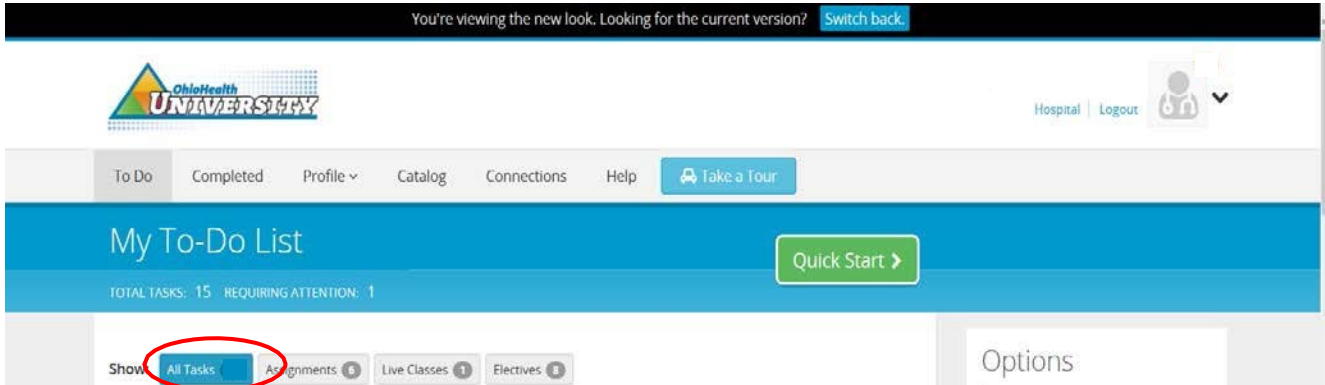 You're viewing the new look. Looking for the current version? Switch back.
OhioHealth
UNIVERSITY
Hospital Logout
To Do Completed Profile Catalog Connections Help Take a Tour
My To-Do List
Quick Start
TOTAL TASKS: 15 REQUIRING ATTENTION: 1
Show: All Tasks Assignments 6 Live Classes 1 Electives 8
Options